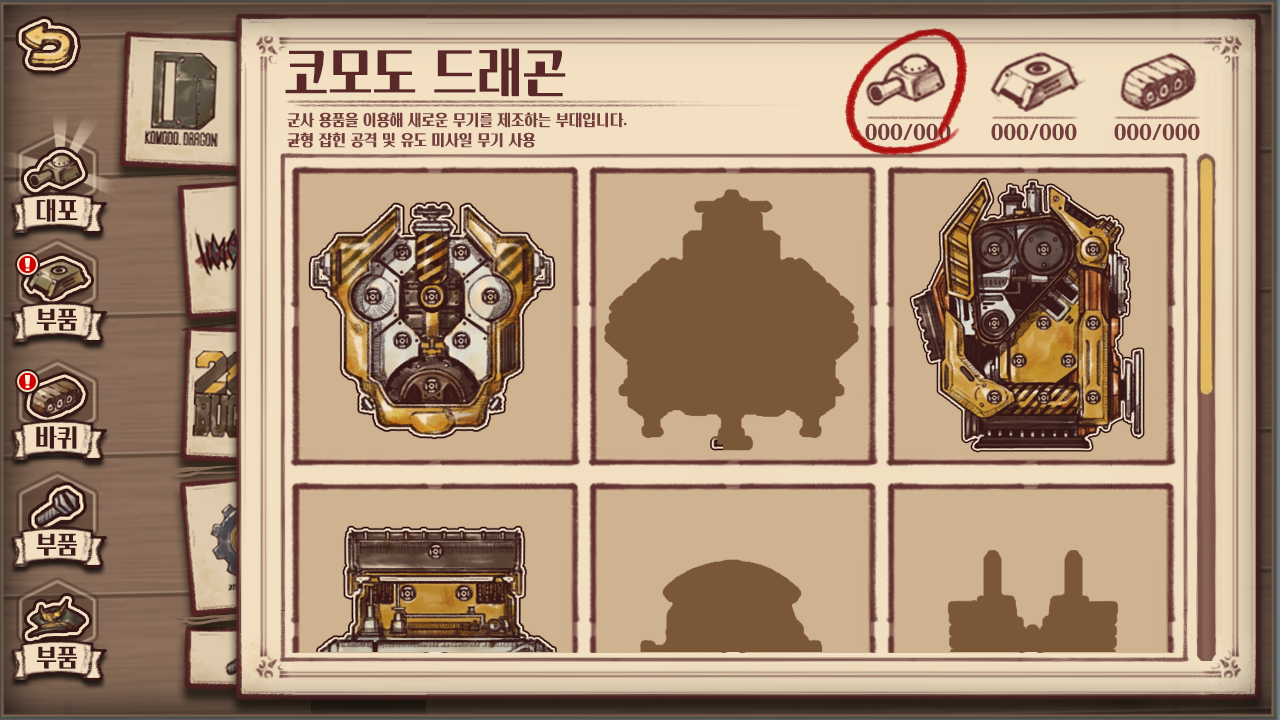 코모도 드래곤
군사 용품을 이용해 새로운 무기를 제조하는 부대입니다.
균형 잡힌 공격 및 유도 미사일 무기 사용
000/000
000/000
000/000
KOMODO. DRAGON
대포
!
부품
!
바퀴
부품
부품